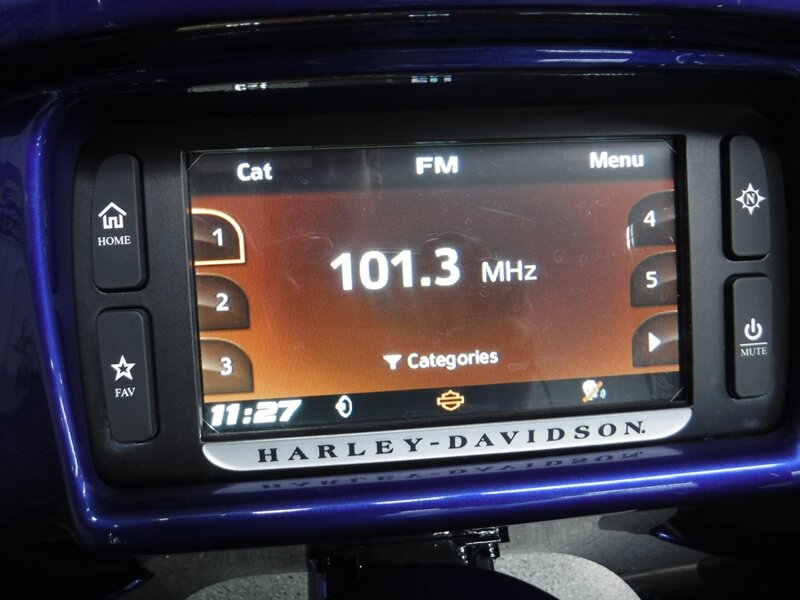 Cat FM Menu
1
2
3
4
5
101.3 MHz
Categories
11:27
HARLEY-DAVIDSON
HOME
FAV
N
MUTE